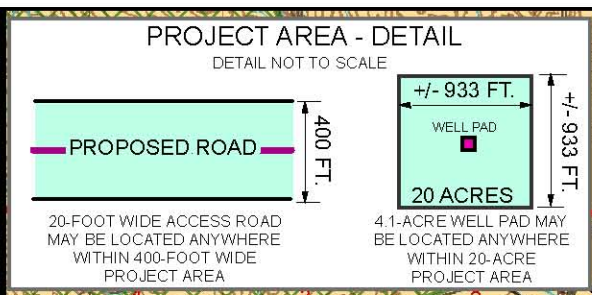 PROJECT AREA - DETAIL
DETAIL NOT TO SCALE
PROPOSED ROAD
400 FT.
20-FOOT WIDE ACCESS ROAD
MAY BE LOCATED ANYWHERE
WITHIN 400-FOOT WIDE
PROJECT AREA
+/- 933 FT.
+/- 933 FT.
WELL PAD
20 ACRES
4.1-ACRE WELL PAD MAY
BE LOCATED ANYWHERE
WITHIN 20-ACRE
PROJECT AREA